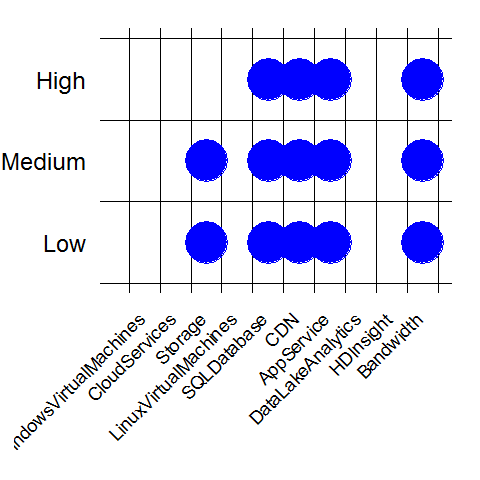 High
Medium
Low
ndowsVirtualMachines
CloudServices
Storage
LinuxVirtualMachines
SQLDatabase
CDN
AppService
DataLakeAnalytics
HDInsight
Bandwidth